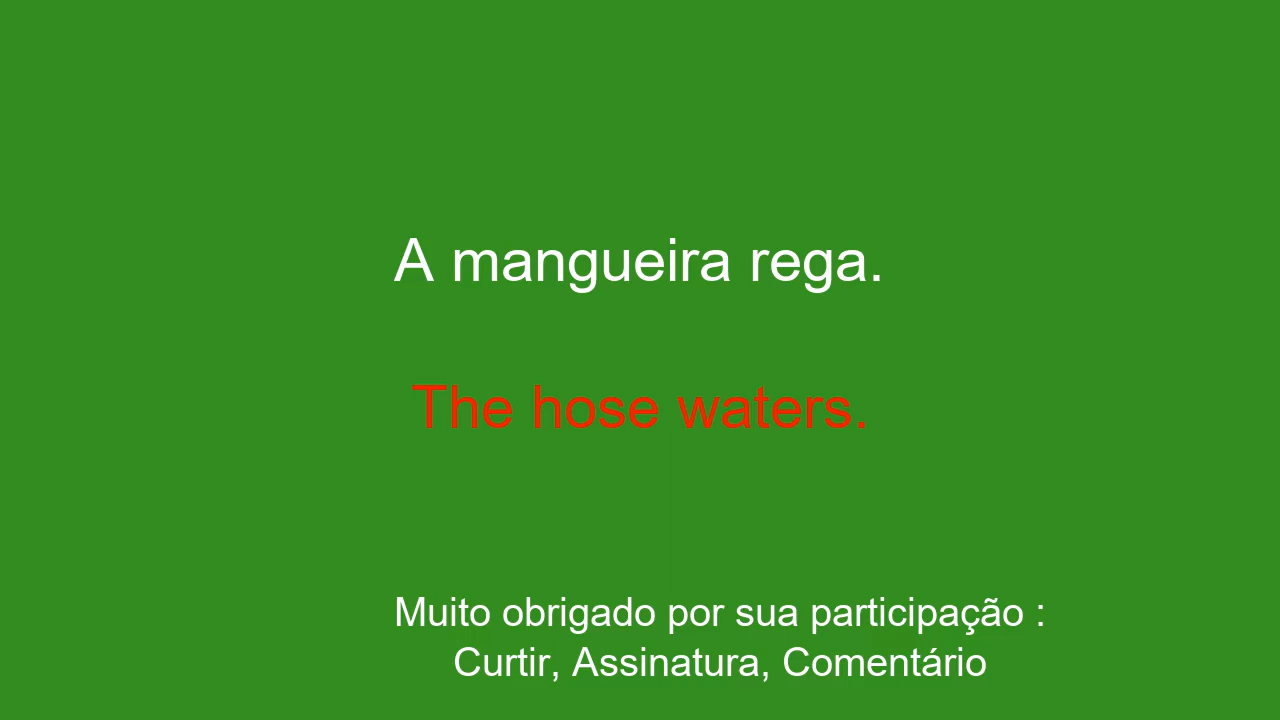 A mangueira rega.
The hose waters.
Muito obrigado por sua participação :
Curtir, Assinatura, Comentário